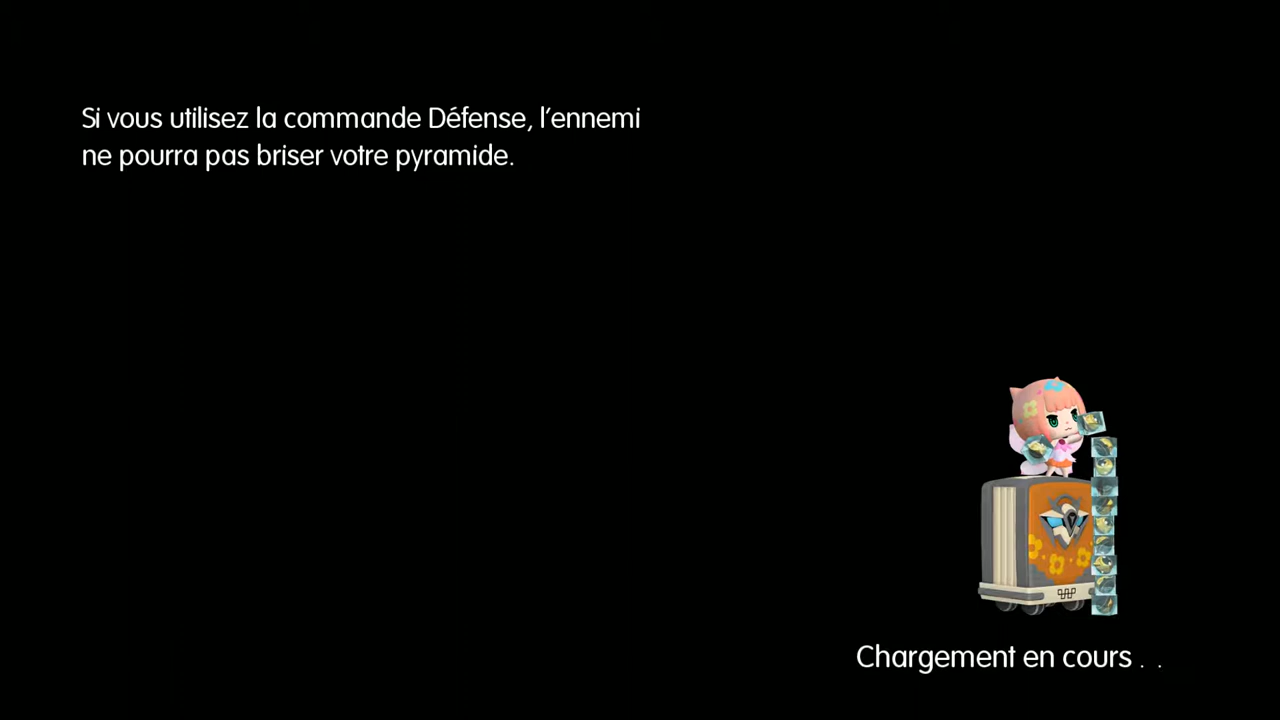 Si vous utilisez la commande Défense, l'ennemi
ne pourra pas briser votre pyramide.
Chargement en cours . .